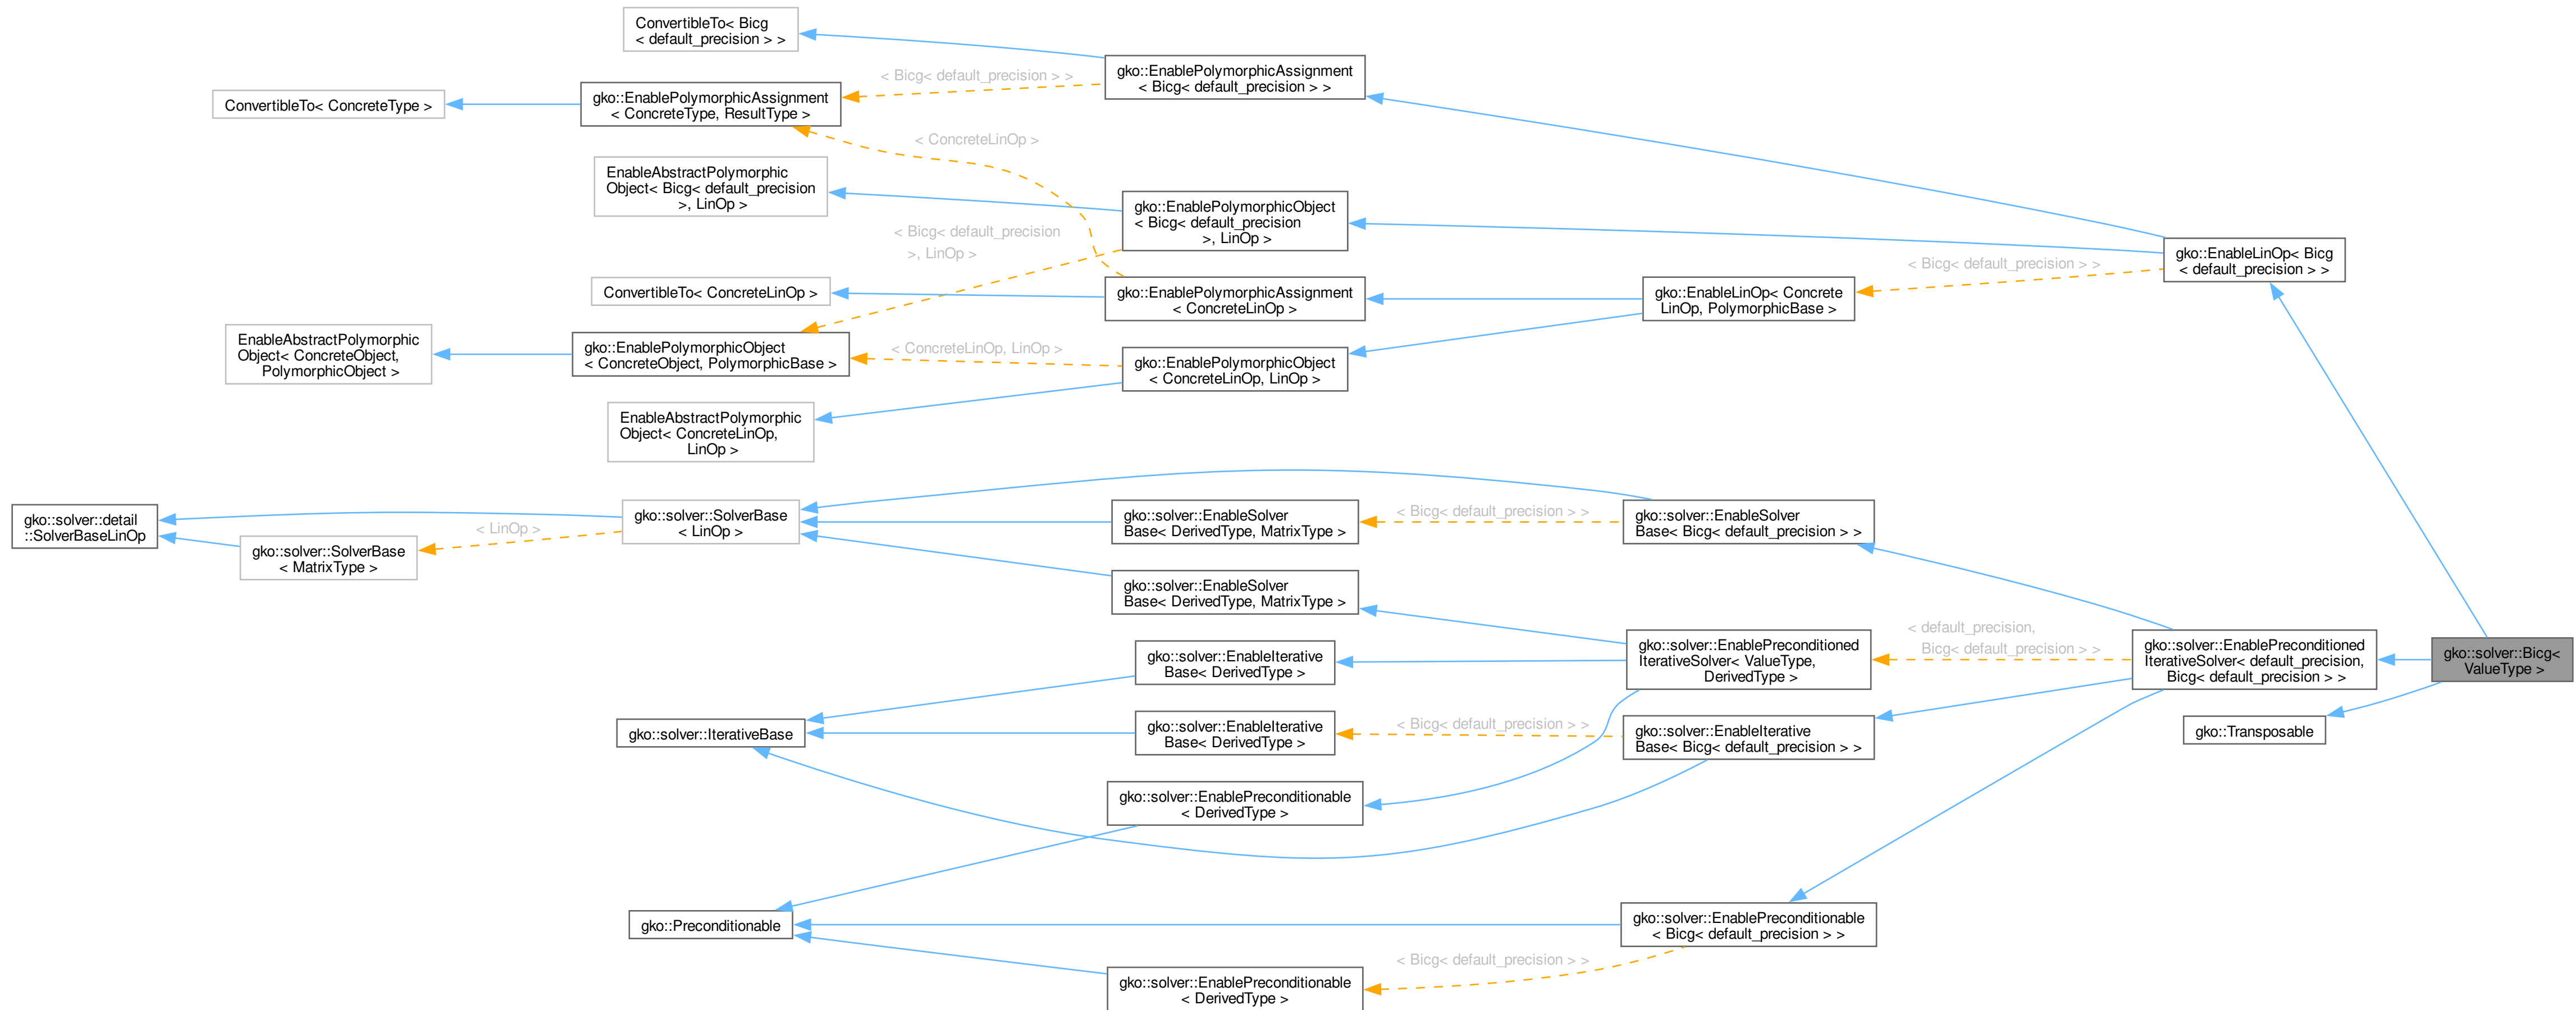 ConvertibleTo< Bicg
< default_precision > >
gko::EnablePolymorphicAssignment
< Bicg< default_precision > >
< Bicg< default_precision > >
ConvertibleTo< ConcreteType >
gko::EnablePolymorphicAssignment
< ConcreteType, ResultType >
< ConcreteLinOp >
EnableAbstractPolymorphic
Object< Bicg< default_precision
>, LinOp >
gko::EnablePolymorphicObject
< Bicg< default_precision
>, LinOp >
< Bicg< default_precision
>, LinOp >
gko::EnableLinOp< Bicg
< default_precision > >
< Bicg< default_precision > >
ConvertibleTo< ConcreteLinOp >
gko::EnablePolymorphicAssignment
< ConcreteLinOp >
gko::EnableLinOp< Concrete
LinOp, PolymorphicBase >
EnableAbstractPolymorphic
Object< ConcreteObject,
PolymorphicObject >
gko::EnablePolymorphicObject
< ConcreteObject, PolymorphicBase >
< ConcreteLinOp, LinOp >
gko::EnablePolymorphicObject
< ConcreteLinOp, LinOp >
EnableAbstractPolymorphic
Object< ConcreteLinOp,
LinOp >
gko::solver::detail
::SolverBaseLinOp
gko::solver::SolverBase
< MatrixType >
< LinOp >
gko::solver::SolverBase
< LinOp >
gko::solver::EnableSolver
Base< DerivedType, MatrixType >
< Bicg< default_precision > >
gko::solver::EnableSolver
Base< Bicg< default_precision > >
gko::solver::EnableSolver
Base< DerivedType, MatrixType >
gko::solver::EnableIterative
Base< DerivedType >
gko::solver::EnablePreconditioned
IterativeSolver< ValueType,
DerivedType >
< default_precision,
Bicg< default_precision > >
gko::solver::EnablePreconditioned
IterativeSolver< default_precision,
Bicg< default_precision > >
gko::solver::Bicg<
ValueType >
gko::solver::IterativeBase
gko::solver::EnableIterative
Base< DerivedType >
< Bicg< default_precision > >
gko::solver::EnableIterative
Base< Bicg< default_precision > >
gko::Transposable
gko::solver::EnablePreconditionable
< DerivedType >
gko::Preconditionable
gko::solver::EnablePreconditionable
< Bicg< default_precision > >
< Bicg< default_precision > >
gko::solver::EnablePreconditionable
< DerivedType >